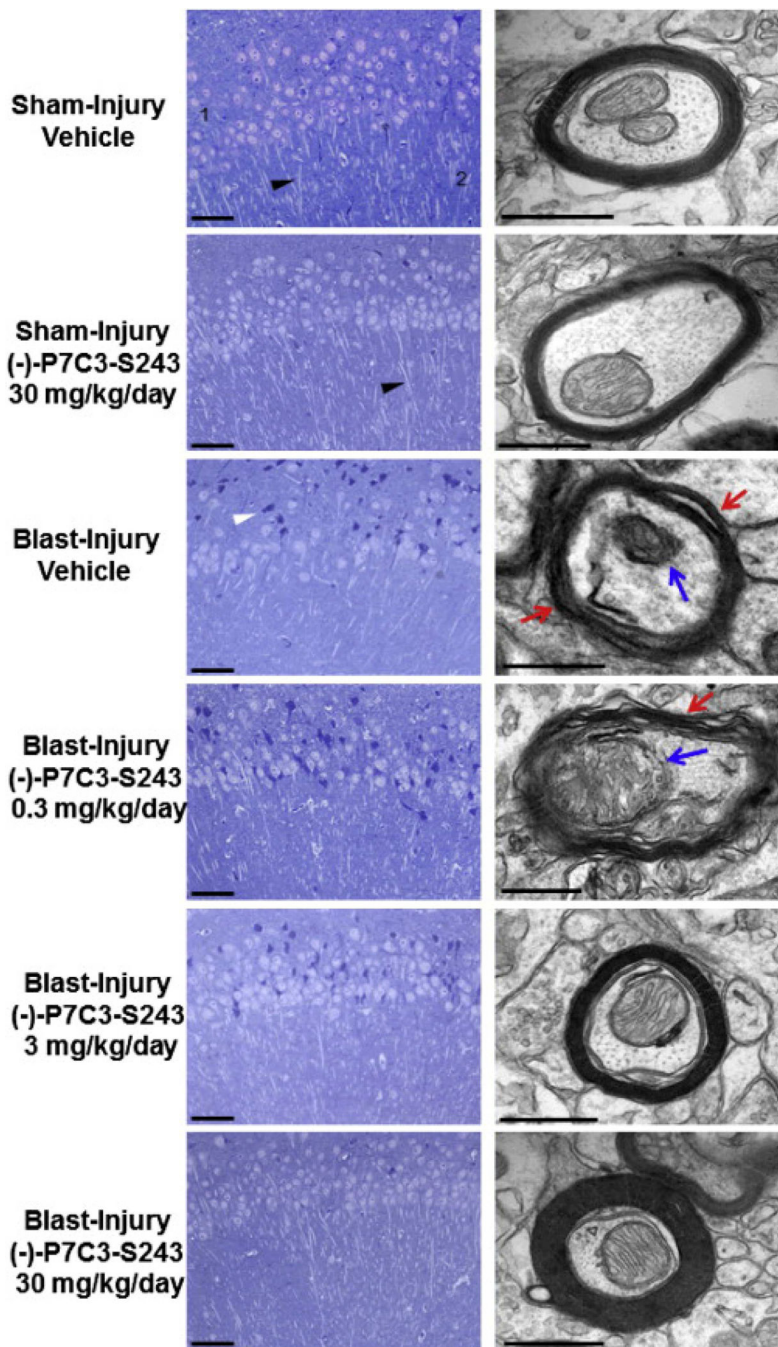 Sham-Injury
Vehicle
1
2
Sham-Injury
(-)-P7C3-S243
30 mg/kg/day
Blast-Injury
Vehicle
Blast-Injury
(-)-P7C3-S243
0.3 mg/kg/day
Blast-Injury
(-)-P7C3-S243
3 mg/kg/day
Blast-Injury
(-)-P7C3-S243
30 mg/kg/day